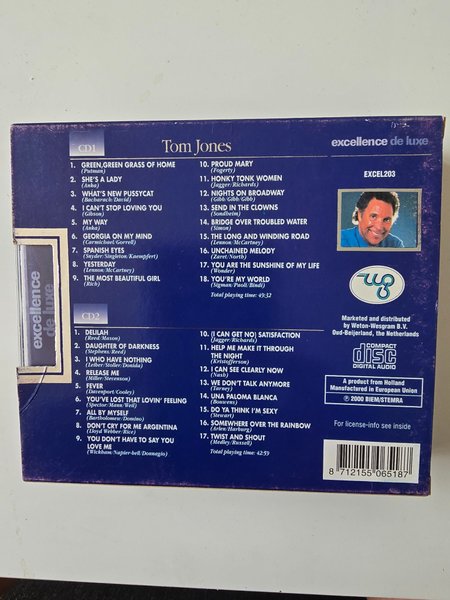 CD1
Tom Jones
excellence de luxe
1. GREEN,GREEN GRASS OF HOME
(Putman)
2. SHE'S A LADY
(Anka)
3. WHAT'S NEW PUSSYCAT
(Bacharach/David)
4. I CAN'T STOP LOVING YOU
(Gibson)
5. MY WAY
(Anka)
6. GEORGIA ON MY MIND
(Carmichael Gorrell)
7. SPANISH EYES
(Snyder/Singleton/Kaempfert)
8. YESTERDAY
(Lennon/McCartney)
9. THE MOST BEAUTIFUL GIRL
(Rich)
10. PROUD MARY
(Fogerty)
11. HONKY TONK WOMEN
(Jagger/Richards)
12. NIGHTS ON BROADWAY
(Gibb Gibb Gibb)
13. SEND IN THE CLOWNS
(Sondheim)
14. BRIDGE OVER TROUBLED WATER
(Simon)
15. THE LONG AND WINDING ROAD
(Lennon/McCartney)
16. UNCHAINED MELODY
(Zaret/North)
17. YOU ARE THE SUNSHINE OF MY LIFE
(Wonder)
18. YOU'RE MY WORLD
(Sigman/Paoli/Bindi)
Total playing time: 49:32
EXCEL203
excellence
de luxe
CD2
1. DELILAH
(Reed/Mason)
2. DAUGHTER OF DARKNESS
(Stephens/Reed)
3. I WHO HAVE NOTHING
(Leiber/Stoller/Donida)
4. RELEASE ME
(Miller/Stevenson)
5. FEVER
(Davenport/Cooley)
6. YOU'VE LOST THAT LOVIN' FEELING
(Spector/Mann/Weil)
7. ALL BY MYSELF
(Bartholomew/Domino)
8. DON'T CRY FOR ME ARGENTINA
(Lloyd Webber/Rice)
9. YOU DON'T HAVE TO SAY YOU
LOVE ME
(Wickham/Napier-bell/Donnagio)
10. (I CAN GET NO) SATISFACTION
(Jagger/Richards)
11. HELP ME MAKE IT THROUGH
THE NIGHT
(Kristofferson)
12. I CAN SEE CLEARLY NOW
(Nash)
13. WE DON'T TALK ANYMORE
(Tarney)
14. UNA PALOMA BLANCA
(Bouwens)
15. DO YA THINK I'M SEXY
(Stewart)
16. SOMEWHERE OVER THE RAINBOW
(Arlen/Harburg)
17. TWIST AND SHOUT
(Medley/Russell)
Total playing time: 42:59
Marketed and distributed
by Weton-Wesgram B.V.
Oud-Beijerland, the Netherlands
COMPACT
disc
DIGITAL AUDIO
A product from Holland
Manufactured in European Union
Ⓟ 2000 BIEM/STEMRA
For license-info see inside
8 712155 065187